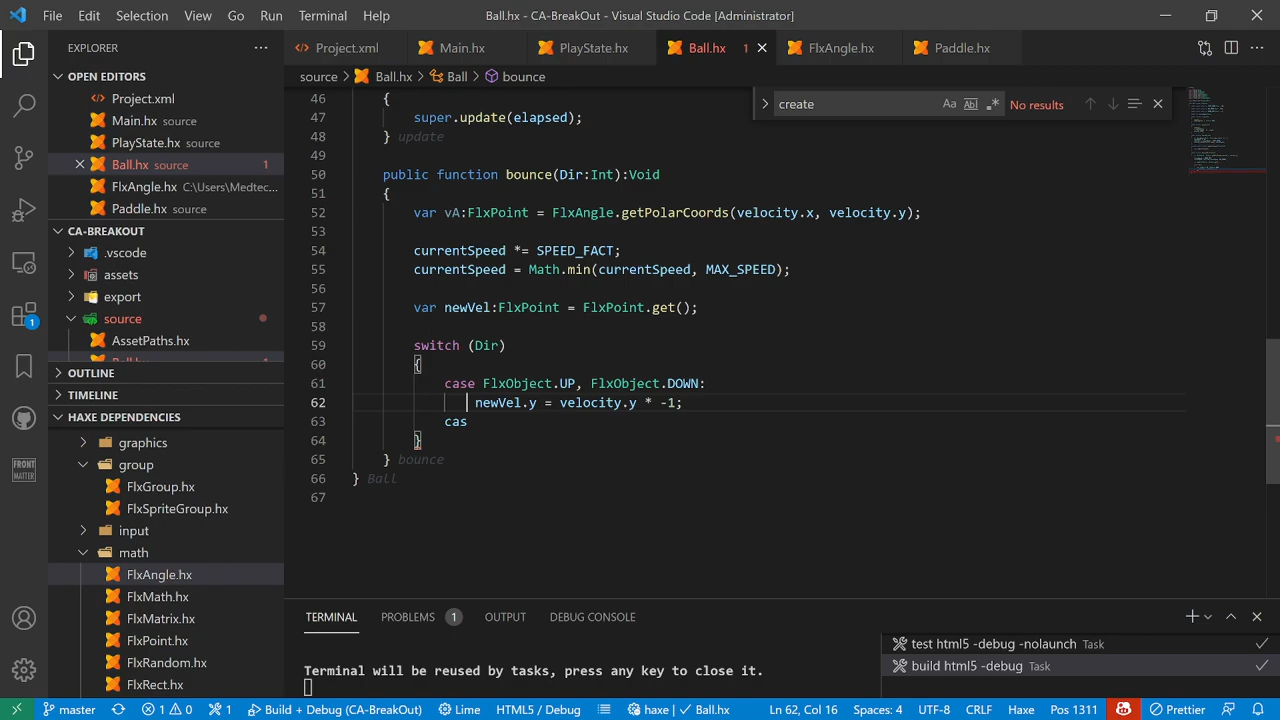 File Edit Selection View Go Run Terminal Help Ball.hx - CA-BreakOut - Visual Studio Code [Administrator]
EXPLORER
Project.xml Main.hx PlayState.hx Ball.hx 1 FlxAngle.hx Paddle.hx
OPEN EDITORS
source > Ball.hx > Ball > bounce
Project.xml
Main.hx source
PlayState.hx source
Ball.hx source 1
FlxAngle.hx C:\Users\Medtec...
Paddle.hx source
CA-BREAKOUT
.vscode
assets
export
source
AssetPaths.hx
OUTLINE
TIMELINE
HAXE DEPENDENCIES
graphics
group
FlxGroup.hx
FlxSpriteGroup.hx
input
math
FlxAngle.hx
FlxMath.hx
FlxMatrix.hx
FlxPoint.hx
FlxRandom.hx
FlxRect.hx
1
FRONT
MATTER
create Aa Abl .* No results
46 {
47 super.update(elapsed);
48 } update
49
50 public function bounce(Dir:Int):Void
51 {
52 var vA:FlxPoint = FlxAngle.getPolarCoords(velocity.x, velocity.y);
53
54 currentSpeed *= SPEED_FACT;
55 currentSpeed = Math.min(currentSpeed, MAX_SPEED);
56
57 var newVel:FlxPoint = FlxPoint.get();
58
59 switch (Dir)
60 {
61 case FlxObject.UP, FlxObject.DOWN:
62 newVel.y = velocity.y * -1;
63 cas
64 }
65 } bounce
66 } Ball
67
TERMINAL PROBLEMS 1 OUTPUT DEBUG CONSOLE
Terminal will be reused by tasks, press any key to close it.
test html5 -debug -nolaunch Task
build html5 -debug Task
master 1 0 1 Build + Debug (CA-BreakOut) Lime HTML5 / Debug haxe | Ball.hx Ln 62, Col 16 Spaces: 4 UTF-8 CRLF Haxe Pos 1311 Prettier